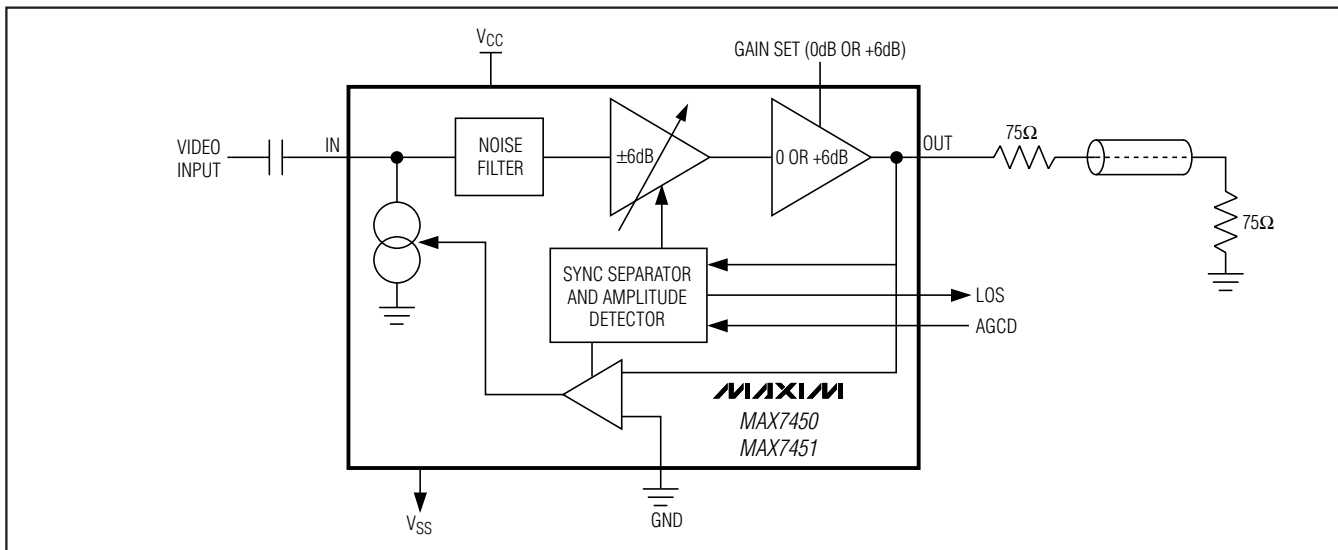 VCC
GAIN SET (0dB OR +6dB)
VIDEO
INPUT
IN
NOISE
FILTER
±6dB
0 OR +6dB
OUT
75Ω
75Ω
SYNC SEPARATOR
AND AMPLITUDE
DETECTOR
LOS
AGCD
MAXIM
MAX7450
MAX7451
VSS
GND